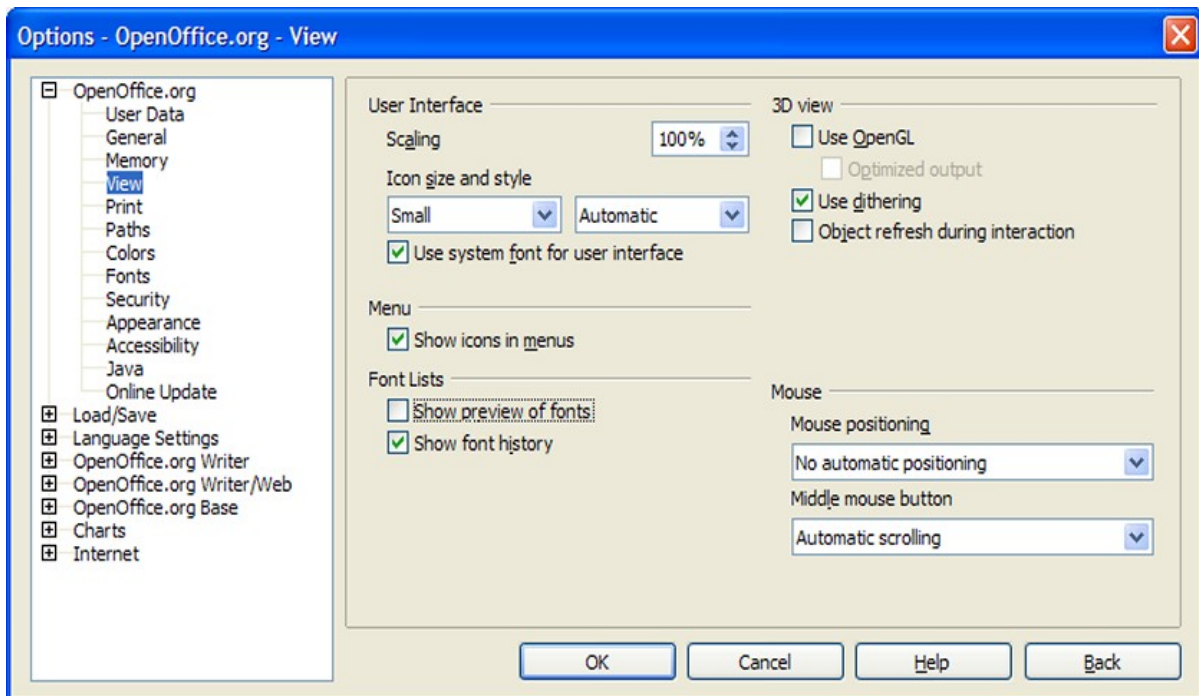 Options - OpenOffice.org - View
OpenOffice.org
User Data
General
Memory
View
Print
Paths
Colors
Fonts
Security
Appearance
Accessibility
Java
Online Update
Load/Save
Language Settings
OpenOffice.org Writer
OpenOffice.org Writer/Web
OpenOffice.org Base
Charts
Internet
User Interface
Scaling 100%
Icon size and style
Small Automatic
Use system font for user interface
Menu
Show icons in menus
Font Lists
Show preview of fonts
Show font history
3D view
Use OpenGL
Optimized output
Use dithering
Object refresh during interaction
Mouse
Mouse positioning
No automatic positioning
Middle mouse button
Automatic scrolling
OK Cancel Help Back